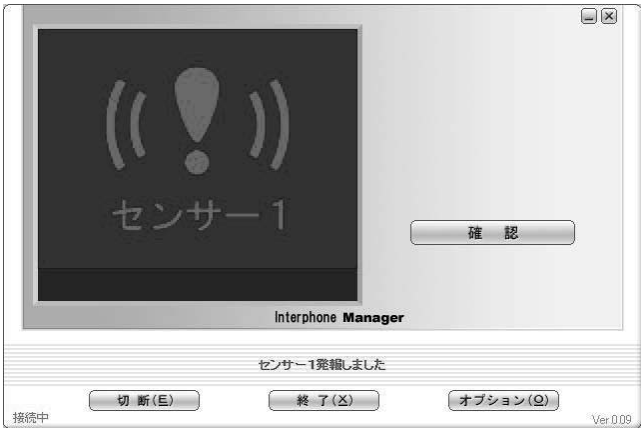 センサー1
確 認
Interphone Manager
センサー1発報しました
切 断(E)
終 了(X)
オプション(O)
接続中
Ver 0.09